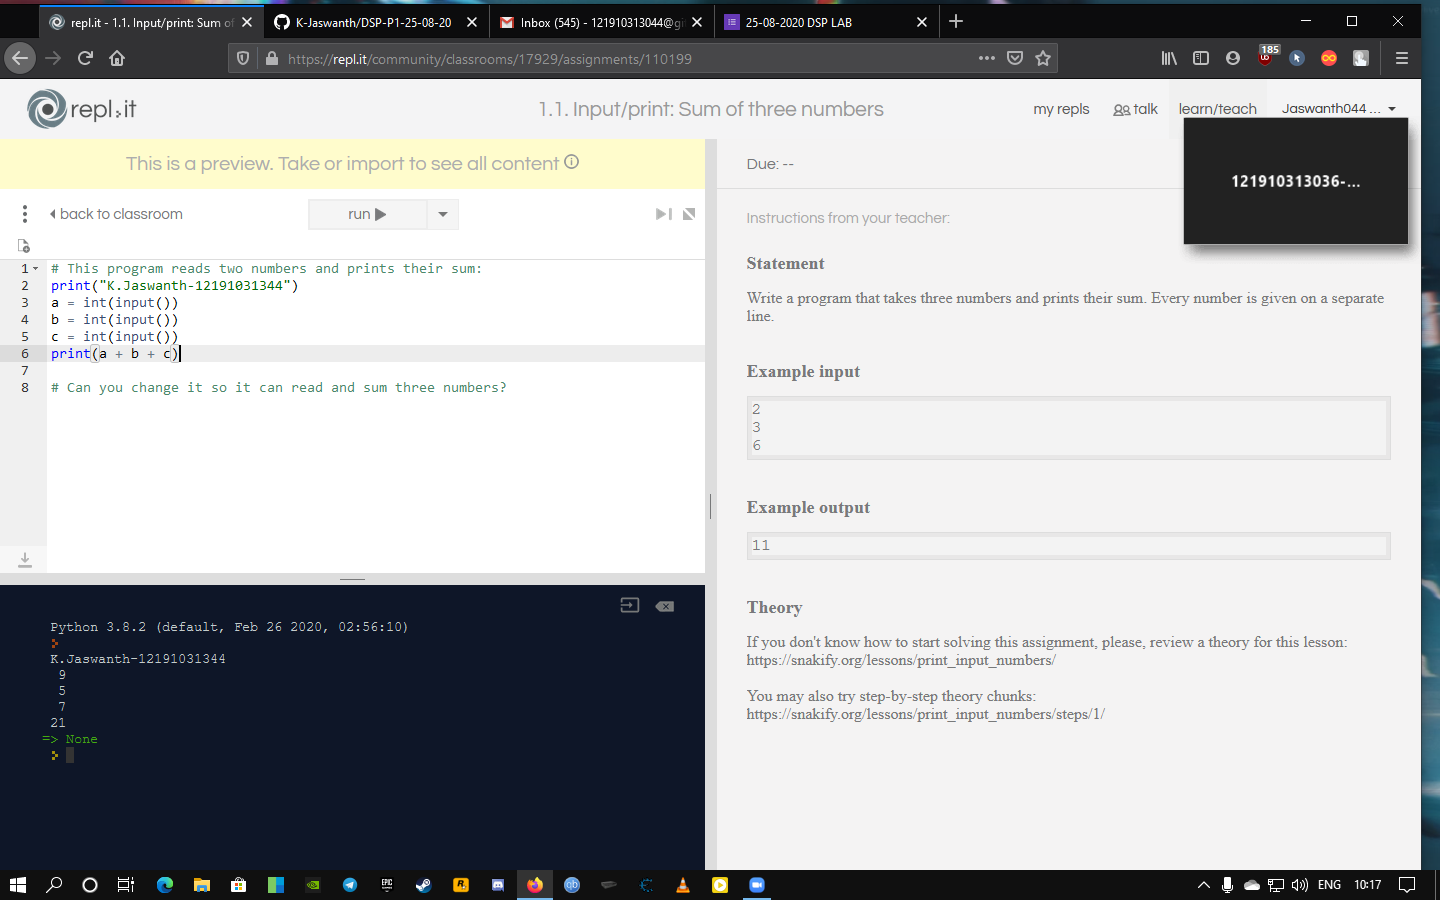 repl.it - 1.1. Input/print: Sum of
K-Jaswanth/DSP-P1-25-08-20
Inbox (545) - 121910313044@gi
25-08-2020 DSP LAB
https://repl.it/community/classrooms/17929/assignments/110199
185
repl.it
1.1. Input/print: Sum of three numbers
my repls
talk
learn/teach
Jaswanth044 ...
121910313036-...
This is a preview. Take or import to see all content
Due: --
back to classroom
run
Instructions from your teacher:
1 # This program reads two numbers and prints their sum:
2 print("K.Jaswanth-12191031344")
3 a = int(input())
4 b = int(input())
5 c = int(input())
6 print(a + b + c)
7
8 # Can you change it so it can read and sum three numbers?
Statement
Write a program that takes three numbers and prints their sum. Every number is given on a separate
line.
Example input
2
3
6
Example output
11
Theory
If you don't know how to start solving this assignment, please, review a theory for this lesson:
https://snakify.org/lessons/print_input_numbers/
You may also try step-by-step theory chunks:
https://snakify.org/lessons/print_input_numbers/steps/1/
Python 3.8.2 (default, Feb 26 2020, 02:56:10)
K.Jaswanth-12191031344
9
5
7
21
=> None
EPIC
R*
qb
ENG
10:17